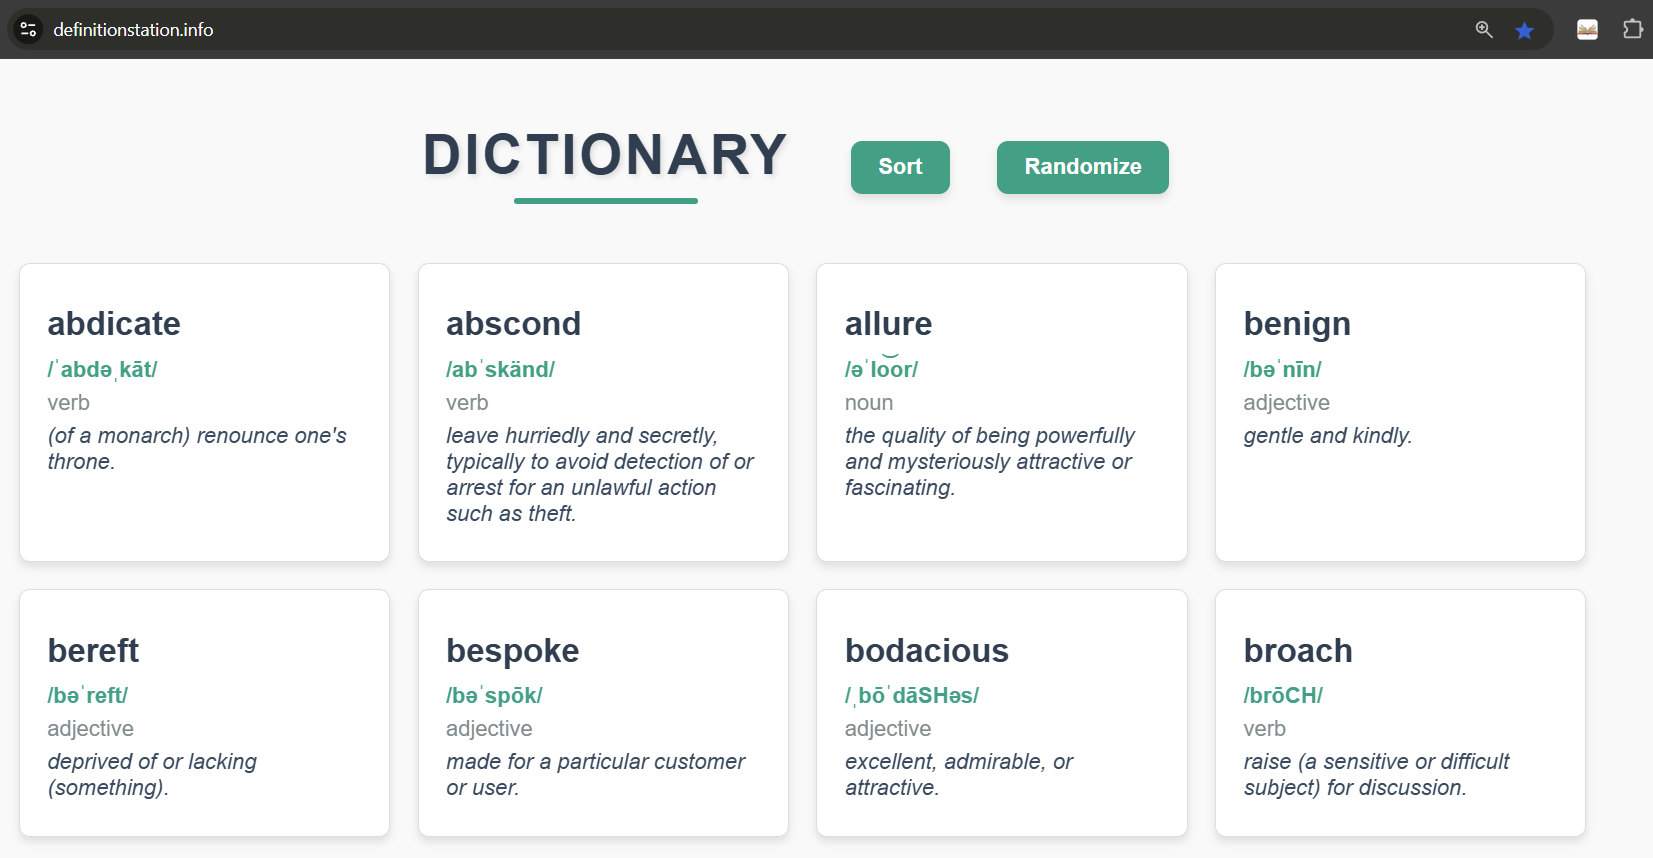 definitionstation.info
DICTIONARY
Sort
Randomize
abdicate
/ˈabdəˌkāt/
verb
(of a monarch) renounce one's
throne.
abscond
/abˈskänd/
verb
leave hurriedly and secretly,
typically to avoid detection of or
arrest for an unlawful action
such as theft.
allure
/əˈlo͝or/
noun
the quality of being powerfully
and mysteriously attractive or
fascinating.
benign
/bəˈnīn/
adjective
gentle and kindly.
bereft
/bəˈreft/
adjective
deprived of or lacking
(something).
bespoke
/bəˈspōk/
adjective
made for a particular customer
or user.
bodacious
/ˌbōˈdāSHəs/
adjective
excellent, admirable, or
attractive.
broach
/brōCH/
verb
raise (a sensitive or difficult
subject) for discussion.